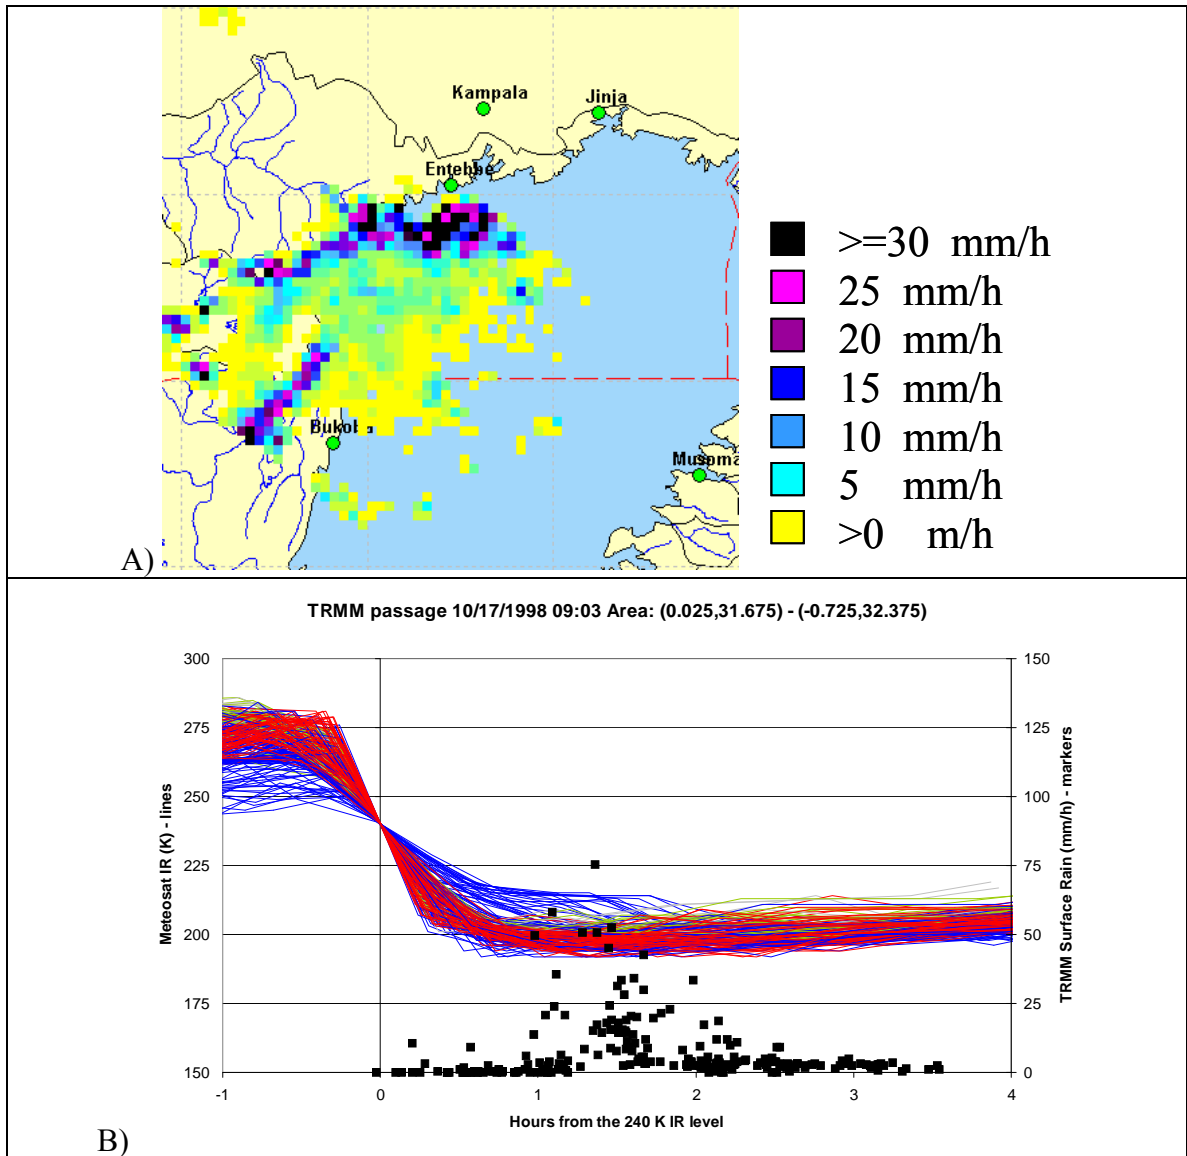 Kampala
Jinja
Entebbe
Bukoba
Musoma
>=30 mm/h
25 mm/h
20 mm/h
15 mm/h
10 mm/h
5 mm/h
>0 m/h
A)
TRMM passage 10/17/1998 09:03 Area: (0.025,31.675) - (-0.725,32.375)
300
275
250
225
200
175
150
Meteosat IR (K) - lines
150
125
100
75
50
25
0
TRMM Surface Rain (mm/h) - markers
-1 0 1 2 3 4
Hours from the 240 K IR level
B)